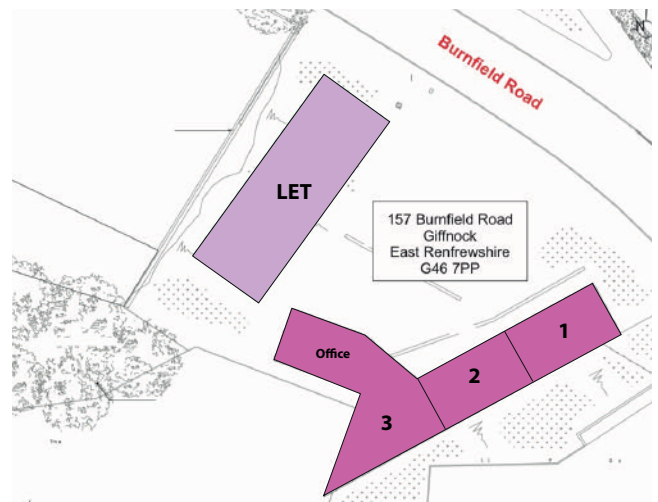 Burnfield Road
N
LET
157 Burnfield Road
Giffnock
East Renfrewshire
G46 7PP
1
Office
2
3